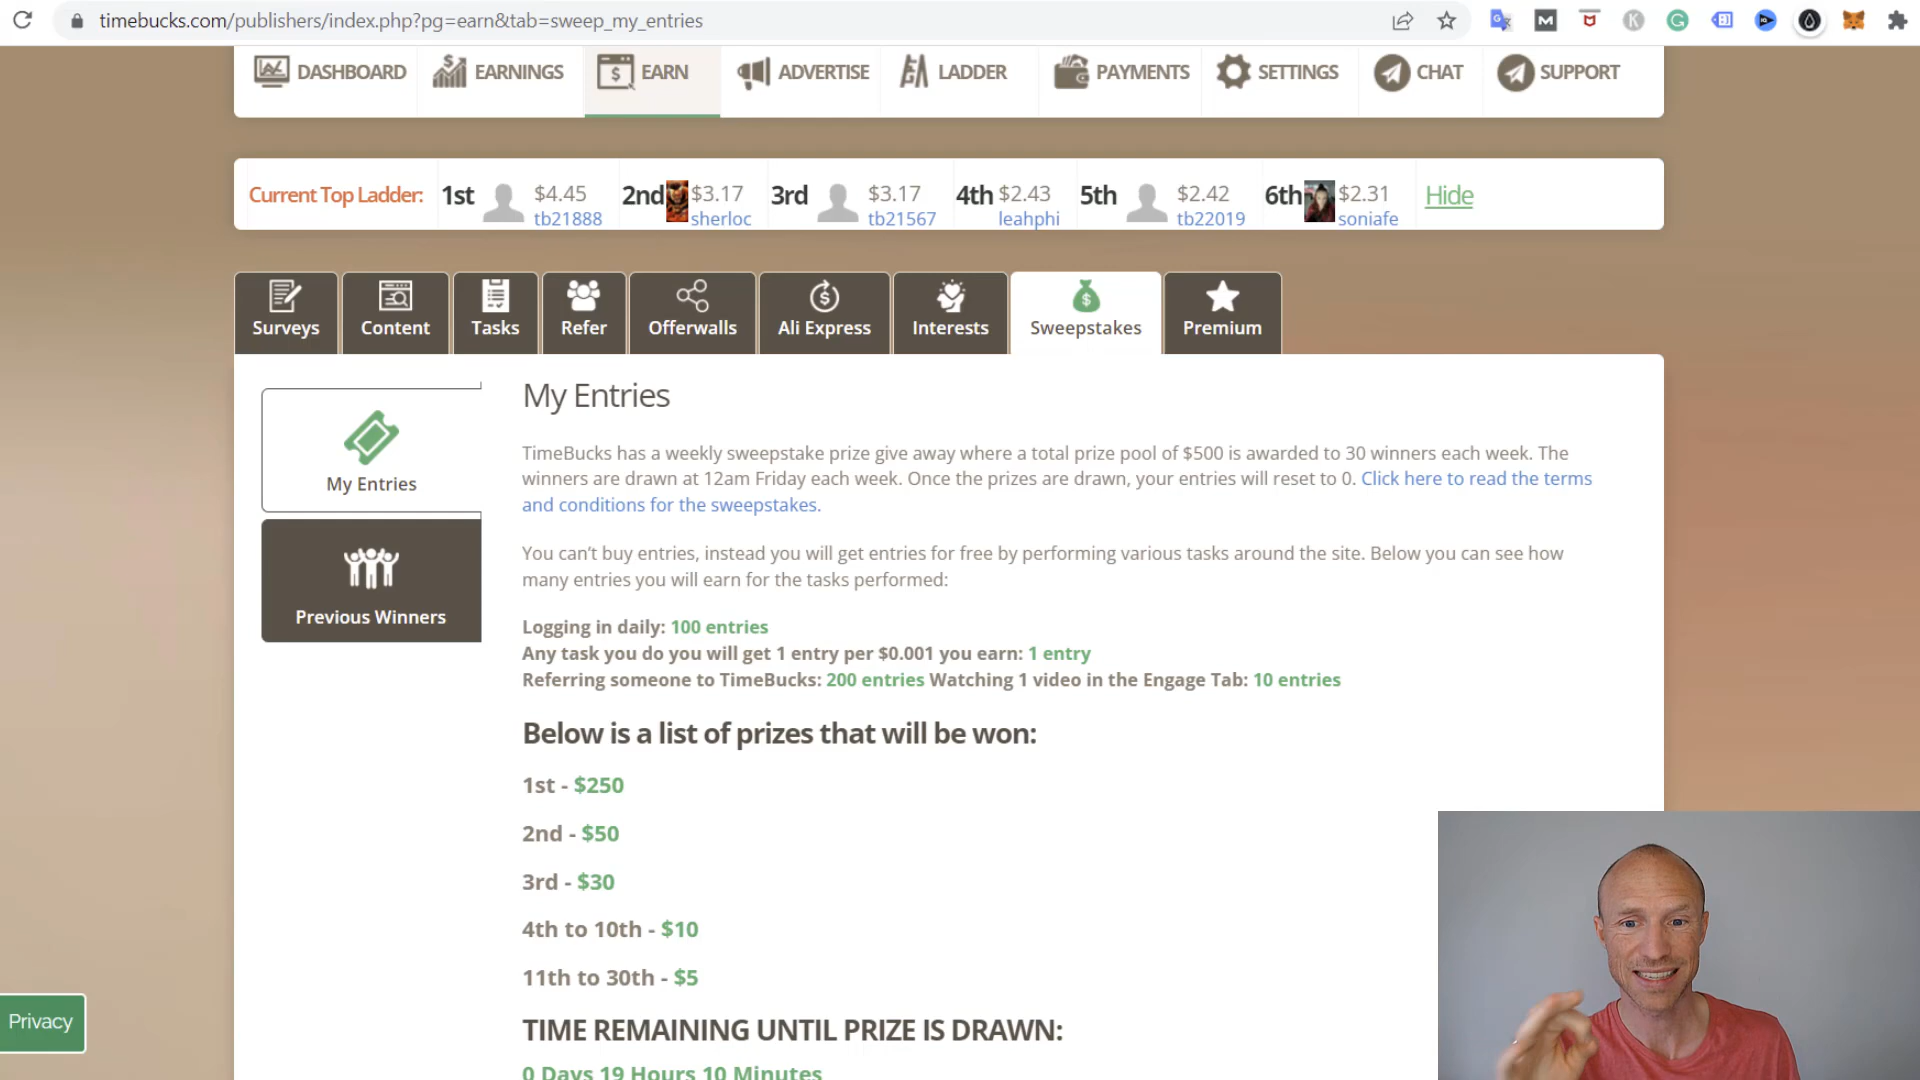 timebucks.com/publishers/index.php?pg=earn&tab=sweep_my_entries
DASHBOARD EARNINGS EARN ADVERTISE LADDER PAYMENTS SETTINGS CHAT SUPPORT
Current Top Ladder: 1st $4.45 tb21888 2nd $3.17 sherloc 3rd $3.17 tb21567 4th $2.43 leahphi 5th $2.42 tb22019 6th $2.31 soniafe Hide
Surveys Content Tasks Refer Offerwalls Ali Express Interests Sweepstakes Premium
My Entries
Previous Winners
My Entries
TimeBucks has a weekly sweepstake prize give away where a total prize pool of $500 is awarded to 30 winners each week. The
winners are drawn at 12am Friday each week. Once the prizes are drawn, your entries will reset to 0. Click here to read the terms
and conditions for the sweepstakes.
You can't buy entries, instead you will get entries for free by performing various tasks around the site. Below you can see how
many entries you will earn for the tasks performed:
Logging in daily: 100 entries
Any task you do you will get 1 entry per $0.001 you earn: 1 entry
Referring someone to TimeBucks: 200 entries Watching 1 video in the Engage Tab: 10 entries
Below is a list of prizes that will be won:
1st - $250
2nd - $50
3rd - $30
4th to 10th - $10
11th to 30th - $5
TIME REMAINING UNTIL PRIZE IS DRAWN:
0 Days 19 Hours 10 Minutes
Privacy